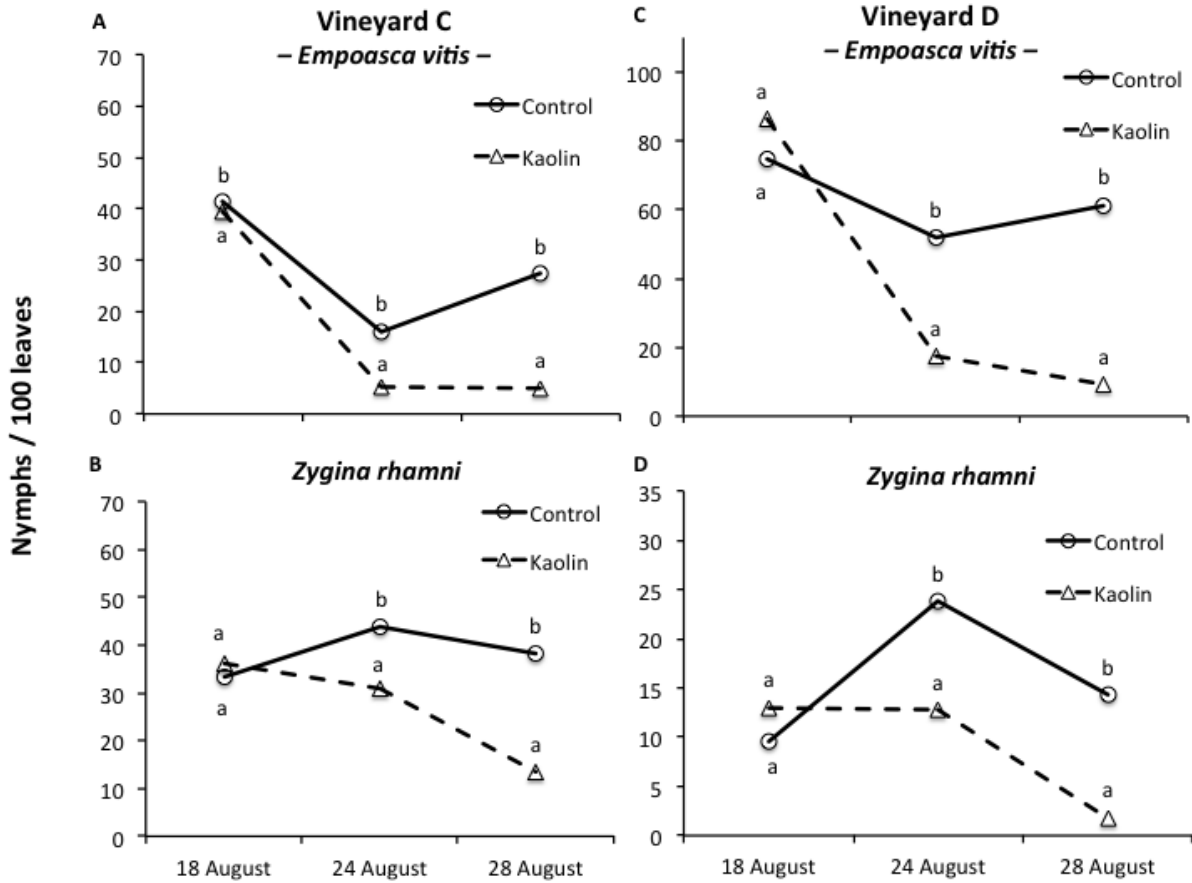 A
Vineyard C
– Empoasca vitis –
70
60
50
40
30
20
10
0
Control
Kaolin
b
a
b
a
b
a
C
Vineyard D
– Empoasca vitis –
100
80
60
40
20
0
Control
Kaolin
a
a
b
a
b
a
Nymphs / 100 leaves
B
Zygina rhamni
70
60
50
40
30
20
10
0
Control
Kaolin
a
a
b
a
b
a
18 August
24 August
28 August
D
Zygina rhamni
35
30
25
20
15
10
5
0
Control
Kaolin
a
a
b
a
b
a
18 August
24 August
28 August